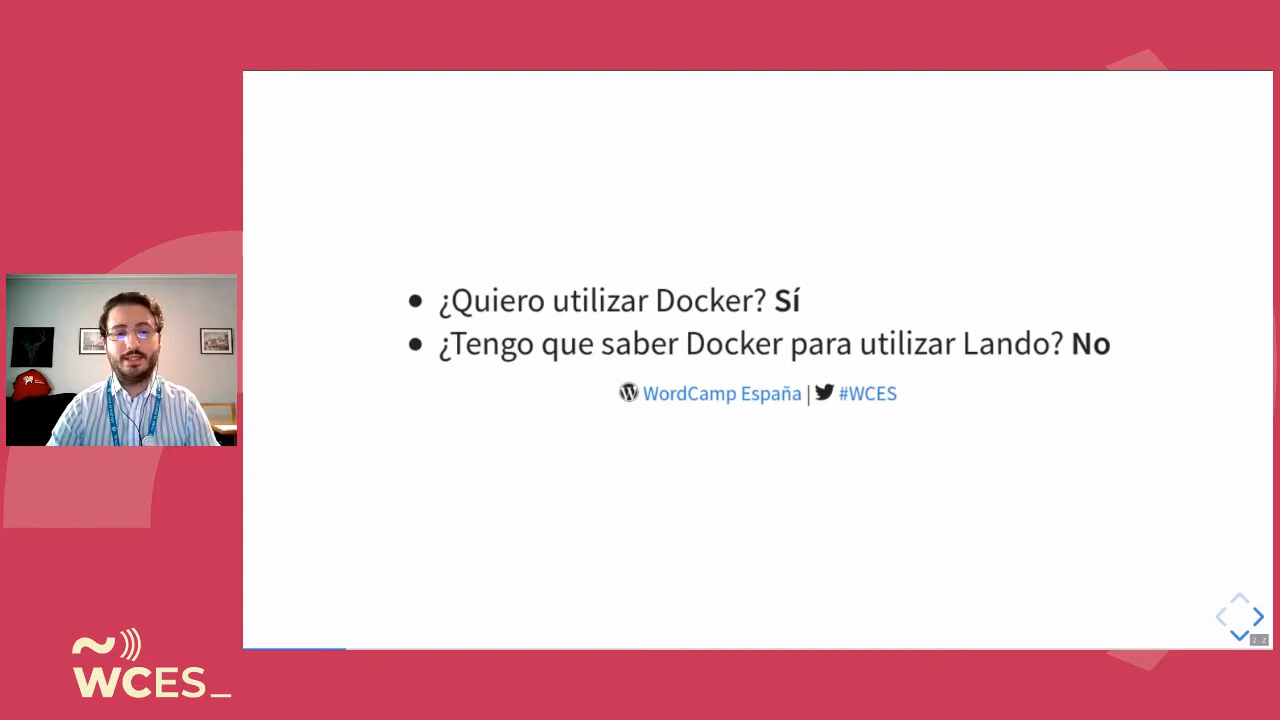 ¿Quiero utilizar Docker? Sí
¿Tengo que saber Docker para utilizar Lando? No
WordCamp España | #WCES
WCES_